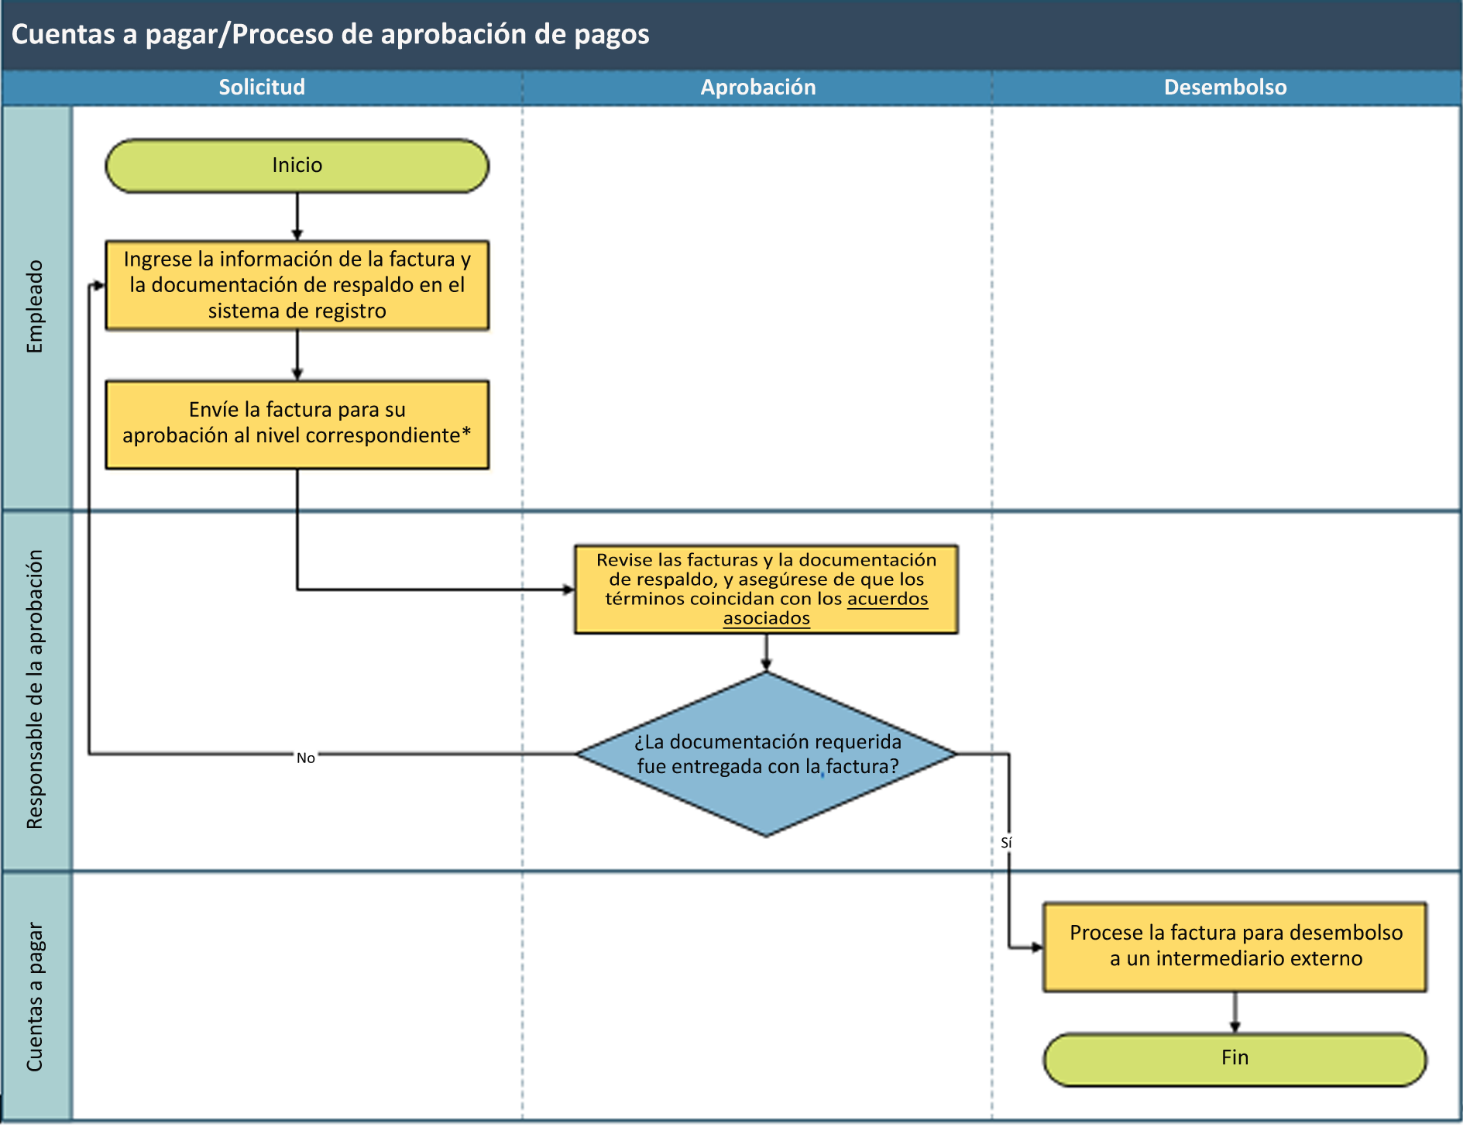 Cuentas a pagar/Proceso de aprobación de pagos
Solicitud
Aprobación
Desembolso
Empleado
Inicio
Ingrese la información de la factura y
la documentación de respaldo en el
sistema de registro
Envíe la factura para su
aprobación al nivel correspondiente*
Responsable de la aprobación
Revise las facturas y la documentación
de respaldo, y asegúrese de que los
términos coincidan con los acuerdos
asociados
¿La documentación requerida
fue entregada con la factura?
No
Sí
Cuentas a pagar
Procese la factura para desembolso
a un intermediario externo
Fin